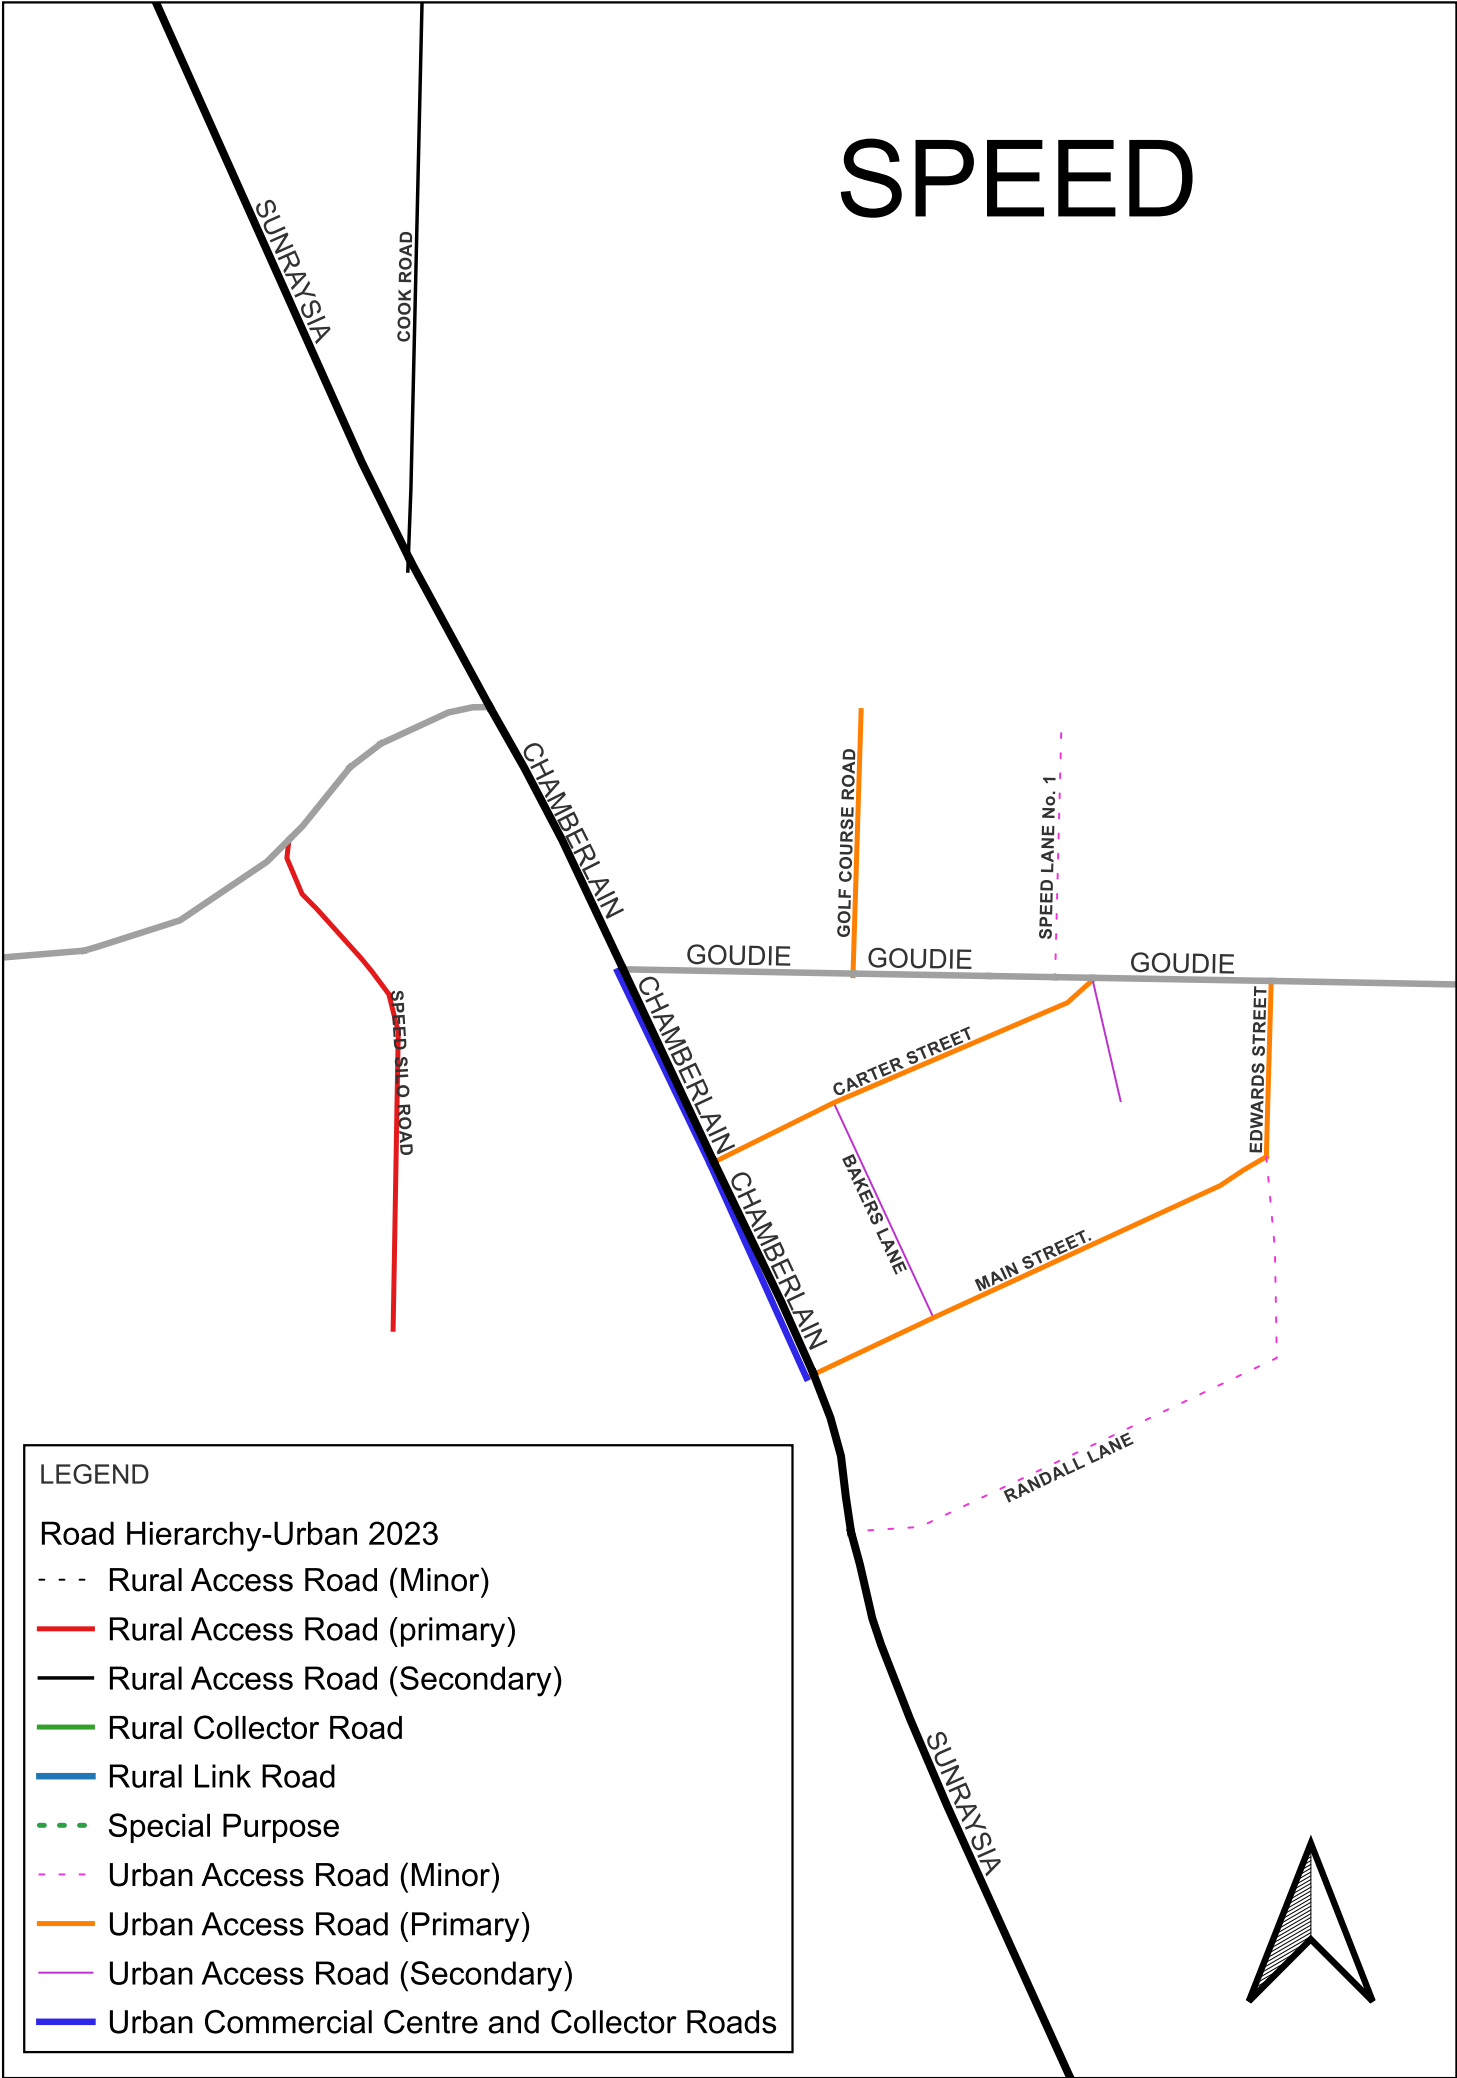 SPEED
SUNRAYSIA
COOK ROAD
CHAMBERLAIN
GOLF COURSE ROAD
SPEED LANE No. 1
GOUDIE
GOUDIE
GOUDIE
CHAMBERLAIN
SPEED SILO ROAD
CARTER STREET
EDWARDS STREET
CHAMBERLAIN
BAKERS LANE
MAIN STREET.
RANDALL LANE
SUNRAYSIA
LEGEND
Road Hierarchy-Urban 2023
Rural Access Road (Minor)
Rural Access Road (primary)
Rural Access Road (Secondary)
Rural Collector Road
Rural Link Road
Special Purpose
Urban Access Road (Minor)
Urban Access Road (Primary)
Urban Access Road (Secondary)
Urban Commercial Centre and Collector Roads